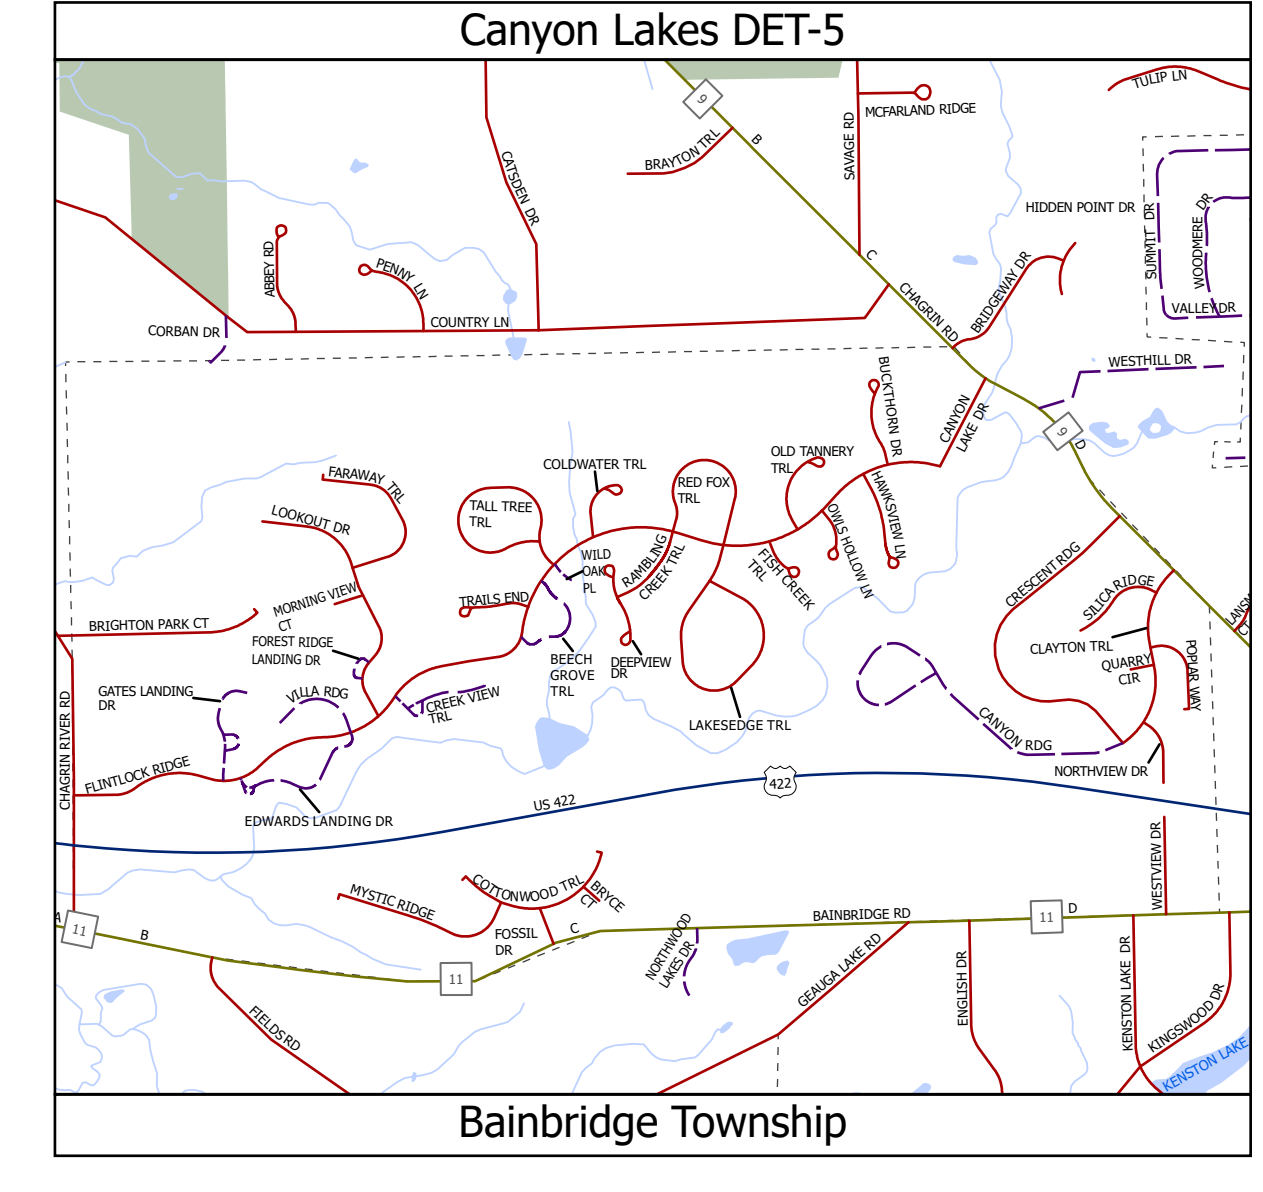 Canyon Lakes DET-5
TULIP LN
9
MCFARLAND RIDGE
B
SAVAGE RD
BRAYTON TRL
CATSDEN DR
HIDDEN POINT DR
SUMMIT DR
WOODMERE DR
ABBEY RD
PENNY LN
C
CHAGRIN RD
BRIDGEWAY DR
VALLEY DR
CORBAN DR
COUNTRY LN
WESTHILL DR
BUCKTHORN DR
CANYON
LAKE DR
9
D
OLD TANNERY
TRL
COLDWATER TRL
FARAWAY TRL
RED FOX
TRL
HAWKSVIEW LN
TALL TREE
TRL
LOOKOUT DR
OWLS HOLLOW LN
WILD
OAK
PL
RAMBLING
CREEK TRL
FISH CREEK
TRL
CRESCENT RDG
SILICA RIDGE
LANSM
CT
MORNING VIEW
CT
TRAILS END
BRIGHTON PARK CT
FOREST RIDGE
LANDING DR
CLAYTON TRL
POPLAR WAY
QUARRY
CIR
BEECH
GROVE
TRL
DEEPVIEW
DR
GATES LANDING
DR
VILLA RDG
CREEK VIEW
TRL
LAKESEDGE TRL
CANYON RDG
CHAGRIN RIVER RD
FLINTLOCK RIDGE
NORTHVIEW DR
422
US 422
EDWARDS LANDING DR
WESTVIEW DR
MYSTIC RIDGE
COTTONWOOD TRL
BRYCE
CT
A
11
B
FOSSIL
DR
C
BAINBRIDGE RD
11
D
NORTHWOOD
LAKES DR
11
GEAUGA LAKE RD
ENGLISH DR
KENSTON LAKE DR
KINGSWOOD DR
FIELDS RD
KENSTON LAKE
Bainbridge Township